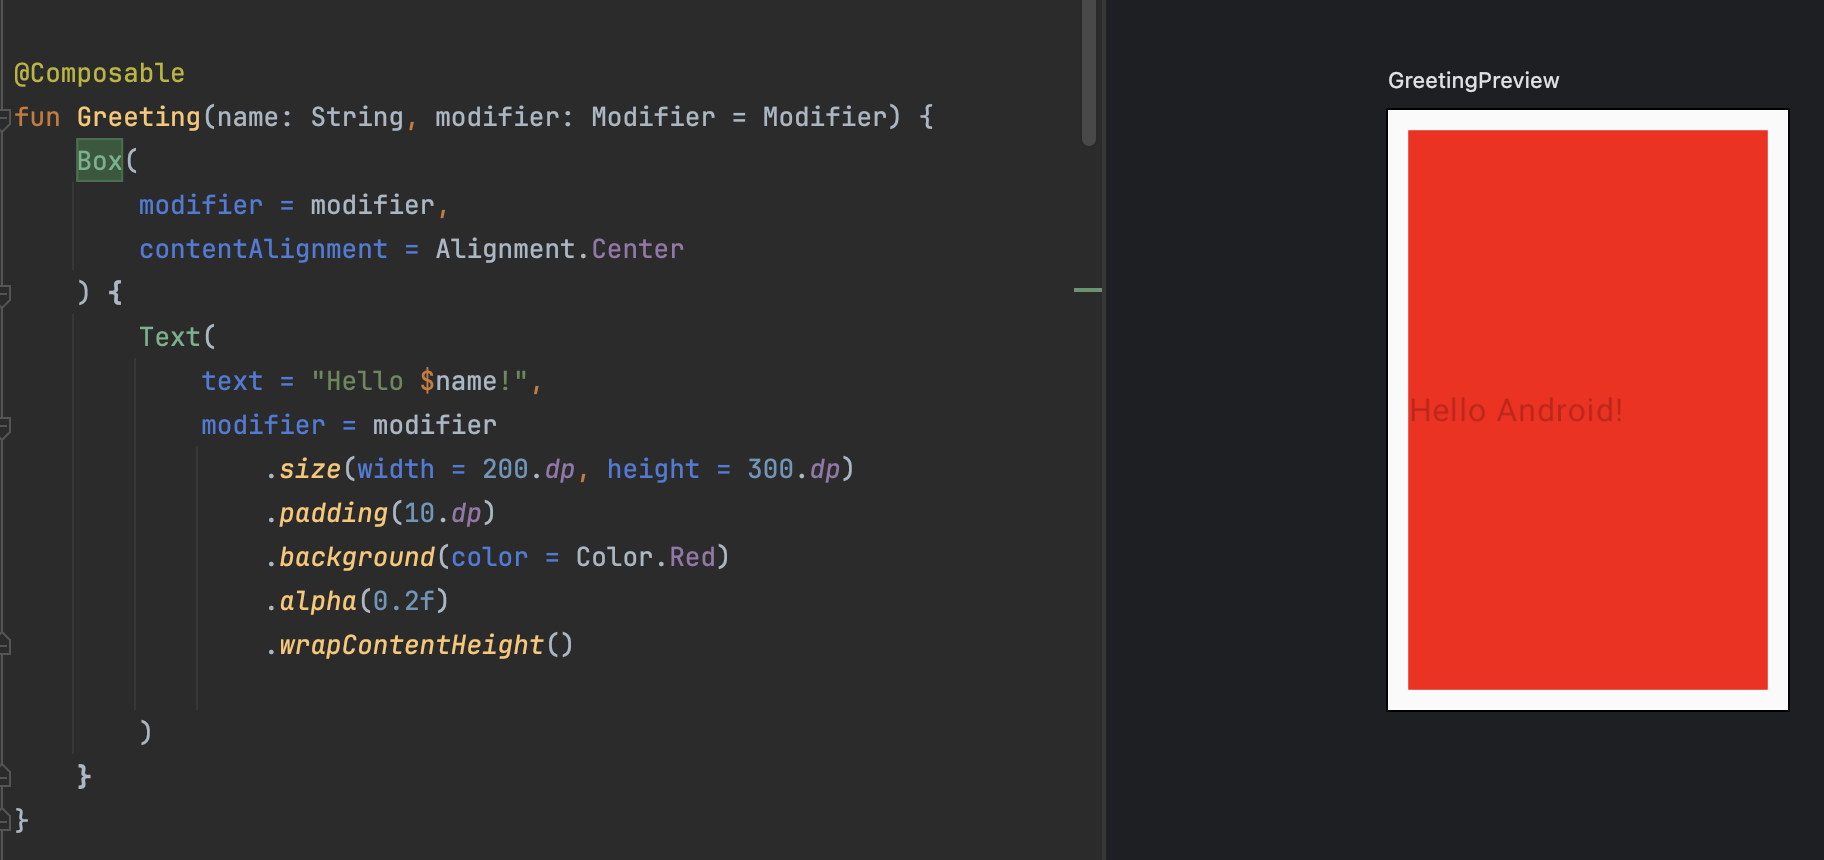 @Composable
fun Greeting(name: String, modifier: Modifier = Modifier) {
    Box(
        modifier = modifier,
        contentAlignment = Alignment.Center
    ) {
        Text(
            text = "Hello $name!",
            modifier = modifier
                .size(width = 200.dp, height = 300.dp)
                .padding(10.dp)
                .background(color = Color.Red)
                .alpha(0.2f)
                .wrapContentHeight()
        )
    }
}
GreetingPreview
Hello Android!